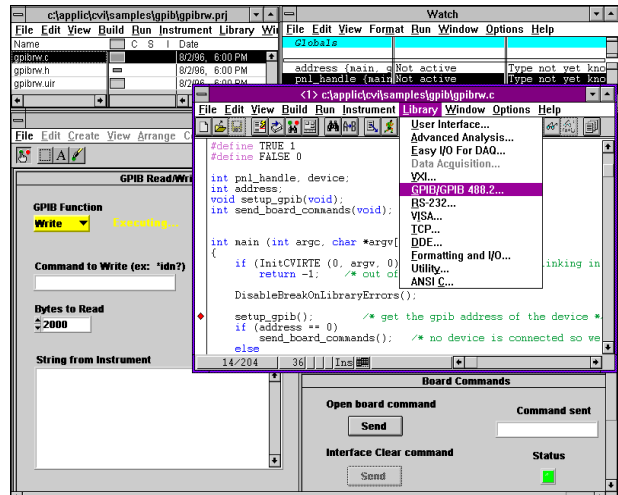 c:\applic\cvi\samples\gpib\gpibrw.prj
File Edit View Build Run Instrument Library
Name C S I Date
gpibrw.c 8/2/96, 6:00 PM
gpibrw.h 8/2/96, 6:00 PM
gpibrw.uir
Watch
File Edit View Format Run Window Options Help
Globals
address {main, g Not active Type not yet kno
pnl_handle {main Not active Type not yet kno
<1> c:\applic\cvi\samples\gpib\gpibrw.c
File Edit View Build Run Instrument Library Window Options Help
User Interface...
Advanced Analysis...
Easy I/O For DAQ...
Data Acquisition...
VXI...
GPIB/GPIB 488.2...
RS-232...
VISA...
TCP...
DDE...
Formatting and I/O...
Utility...
ANSI C...
#define TRUE 1
#define FALSE 0
int pnl_handle, device;
int address;
void setup_gpib(void);
int send_board_commands(void);
int main (int argc, char *argv[
{
if (InitCVIRTE (0, argv, 0) inking in
return -1; /* out of
DisableBreakOnLibraryErrors();
setup_gpib(); /* get the gpib address of the device *
if (address == 0)
send_board_commands(); /* no device is connected so we
else
14/204 36 Ins
File Edit Create View Arrange
GPIB Read/Wri
GPIB Function
Write Executing...
Command to Write (ex: *idn?)
Bytes to Read
2000
String from Instrument
Board Commands
Open board command
Command sent
Send
Interface Clear command
Status
Send